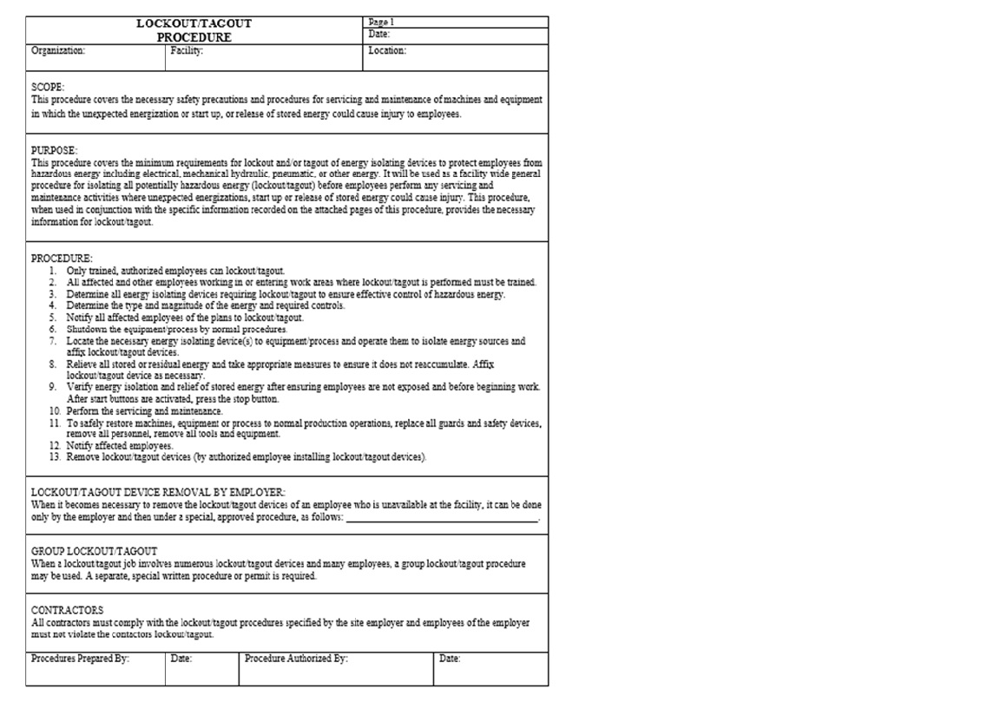 LOCKOUT/TAGOUT
PROCEDURE
Page 1
Date:
Organization:
Facility:
Location:
SCOPE:
This procedure covers the necessary safety precautions and procedures for servicing and maintenance of machines and equipment
in which the unexpected energization or start up, or release of stored energy could cause injury to employees.
PURPOSE:
This procedure covers the minimum requirements for lockout and/or tagout of energy isolating devices to protect employees from
hazardous energy including electrical, mechanical hydraulic, pneumatic, or other energy. It will be used as a facility wide general
procedure for isolating all potentially hazardous energy (lockout/tagout) before employees perform any servicing and
maintenance activities where unexpected energizations, start up or release of stored energy could cause injury. This procedure,
when used in conjunction with the specific information recorded on the attached pages of this procedure, provides the necessary
information for lockout/tagout.
PROCEDURE:
1. Only trained, authorized employees can lockout/tagout.
2. All affected and other employees working in or entering work areas where lockout/tagout is performed must be trained.
3. Determine all energy isolating devices requiring lockout/tagout to ensure effective control of hazardous energy.
4. Determine the type and magnitude of the energy and required controls.
5. Notify all affected employees of the plans to lockout/tagout.
6. Shutdown the equipment/process by normal procedures.
7. Locate the necessary energy isolating device(s) to equipment/process and operate them to isolate energy sources and
affix lockout/tagout devices.
8. Relieve all stored or residual energy and take appropriate measures to ensure it does not reaccumulate. Affix
lockout/tagout device as necessary.
9. Verify energy isolation and relief of stored energy after ensuring employees are not exposed and before beginning work.
After start buttons are activated, press the stop button.
10. Perform the servicing and maintenance.
11. To safely restore machines, equipment or process to normal production operations, replace all guards and safety devices,
remove all personnel, remove all tools and equipment.
12. Notify affected employees.
13. Remove lockout/tagout devices (by authorized employee installing lockout/tagout devices).
LOCKOUT/TAGOUT DEVICE REMOVAL BY EMPLOYER:
When it becomes necessary to remove the lockout/tagout devices of an employee who is unavailable at the facility, it can be done
only by the employer and then under a special, approved procedure, as follows: ____________________________________.
GROUP LOCKOUT/TAGOUT
When a lockout/tagout job involves numerous lockout/tagout devices and many employees, a group lockout/tagout procedure
may be used. A separate, special written procedure or permit is required.
CONTRACTORS
All contractors must comply with the lockout/tagout procedures specified by the site employer and employees of the employer
must not violate the contactors lockout/tagout.
Procedures Prepared By:
Date:
Procedure Authorized By:
Date: